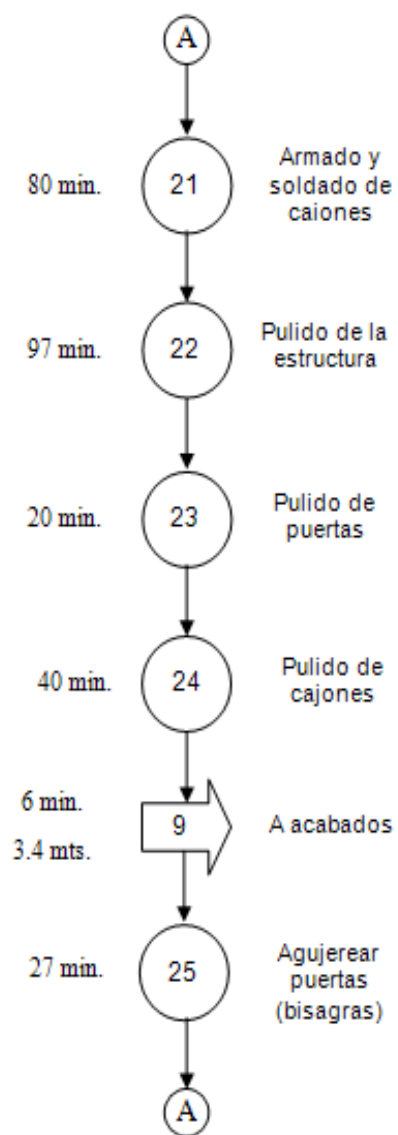 A
80 min.
21
Armado y
soldado de
caiones
97 min.
22
Pulido de la
estructura
20 min.
23
Pulido de
puertas
40 min.
24
Pulido de
cajones
6 min.
3.4 mts.
9
A acabados
27 min.
25
Agujerear
puertas
(bisagras)
A